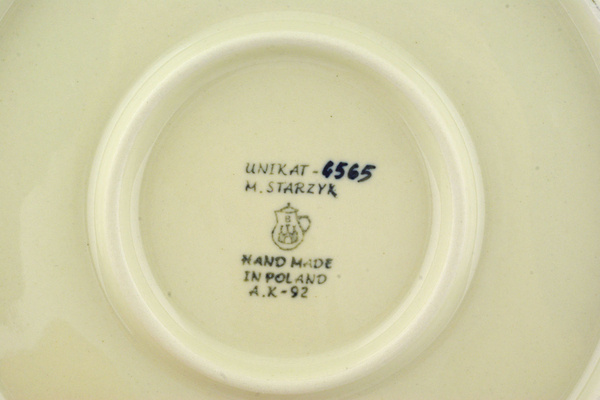 UNIKAT - 6565
M. STARZYK
HAND MADE
IN POLAND
A.K-92